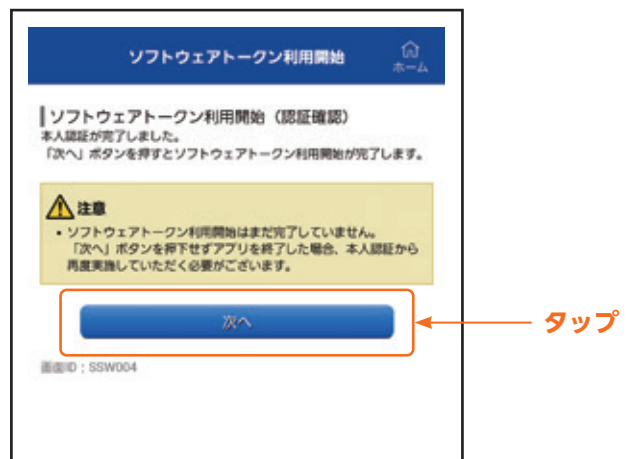 ソフトウェアトークン利用開始
ホーム
ソフトウェアトークン利用開始（認証確認）
本人認証が完了しました。
「次へ」ボタンを押すとソフトウェアトークン利用開始が完了します。
注意
・ソフトウェアトークン利用開始はまだ完了していません。
「次へ」ボタンを押下せずアプリを終了した場合、本人認証から
再度実施していただく必要がございます。
次へ
タップ
画面ID：SSW004